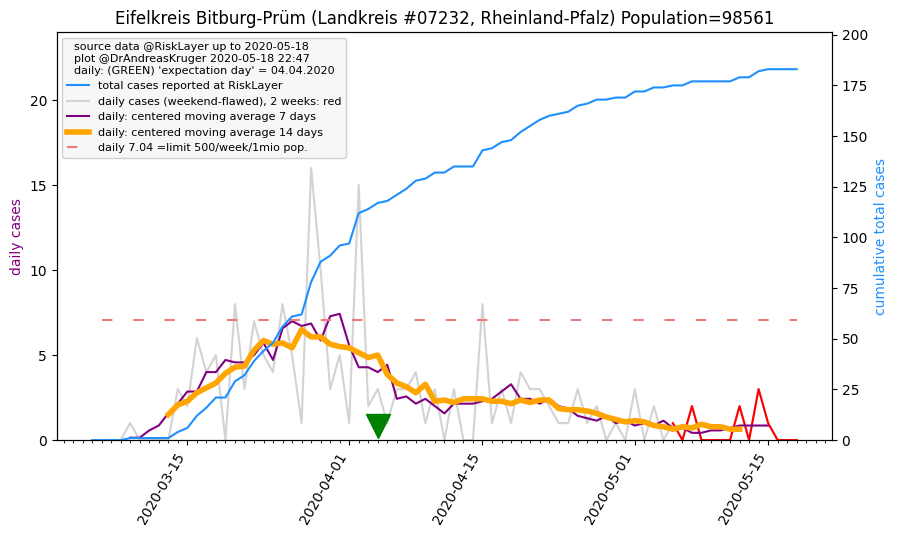 Eifelkreis Bitburg-Prüm (Landkreis #07232, Rheinland-Pfalz) Population=98561
source data @RiskLayer up to 2020-05-18
plot @DrAndreasKruger 2020-05-18 22:47
daily: (GREEN) 'expectation day' = 04.04.2020
total cases reported at RiskLayer
daily cases (weekend-flawed), 2 weeks: red
daily: centered moving average 7 days
daily: centered moving average 14 days
daily 7.04 =limit 500/week/1mio pop.
daily cases
0
5
10
15
20
cumulative total cases
0
25
50
75
100
125
150
175
200
2020-03-15
2020-04-01
2020-04-15
2020-05-01
2020-05-15